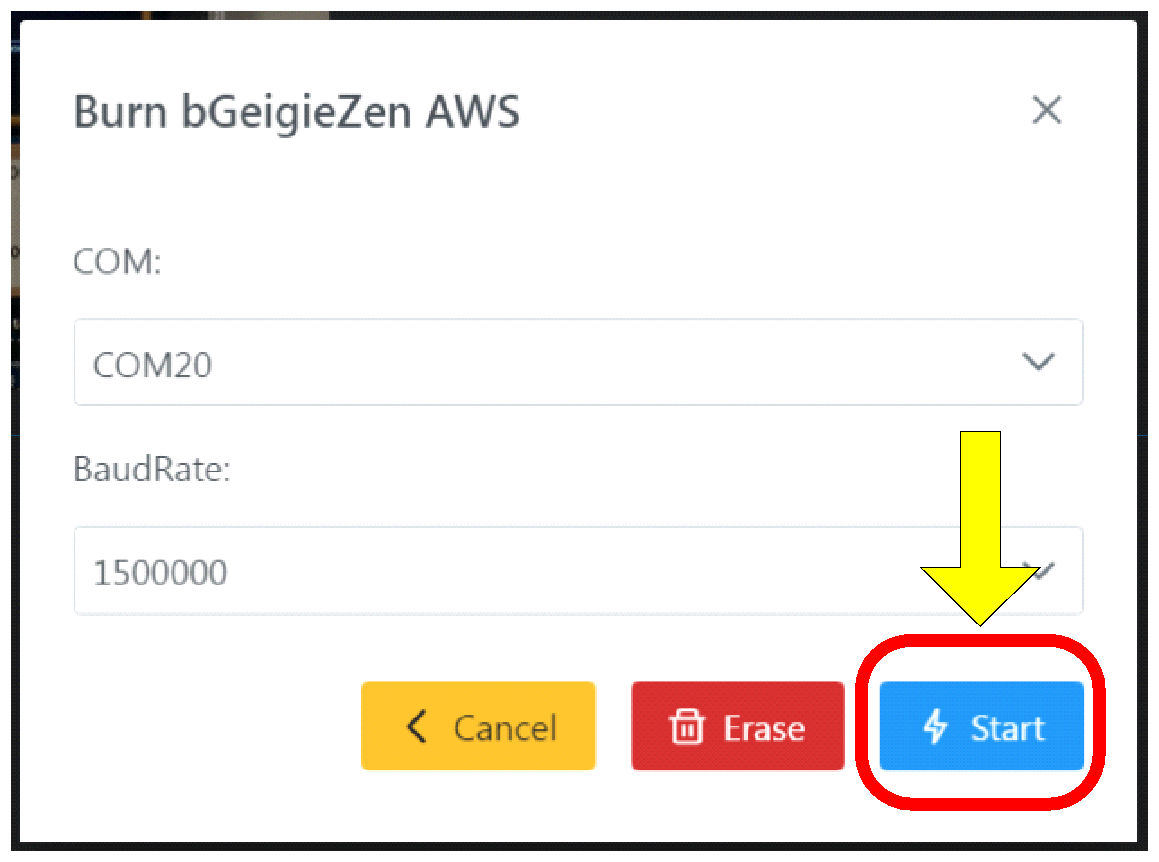 Burn bGeigieZen AWS
COM:
COM20
BaudRate:
1500000
Cancel
Erase
Start